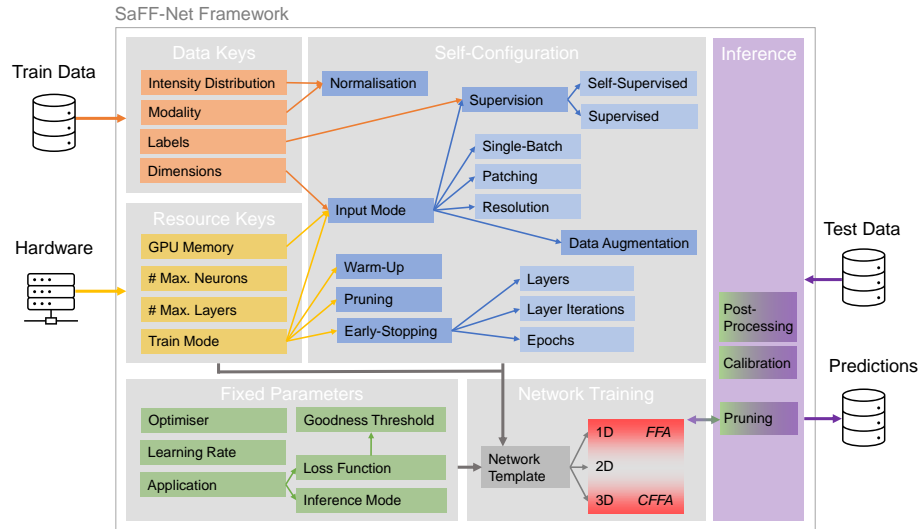 SaFF-Net Framework
Train Data
Hardware
Data Keys
Intensity Distribution
Modality
Labels
Dimensions
Resource Keys
GPU Memory
# Max. Neurons
# Max. Layers
Train Mode
Self-Configuration
Normalisation
Supervision
Self-Supervised
Supervised
Single-Batch
Patching
Resolution
Input Mode
Data Augmentation
Warm-Up
Pruning
Early-Stopping
Layers
Layer Iterations
Epochs
Fixed Parameters
Optimiser
Learning Rate
Application
Goodness Threshold
Loss Function
Inference Mode
Network Training
Network
Template
1D FFA
2D
3D CFFA
Inference
Post-
Processing
Calibration
Pruning
Test Data
Predictions